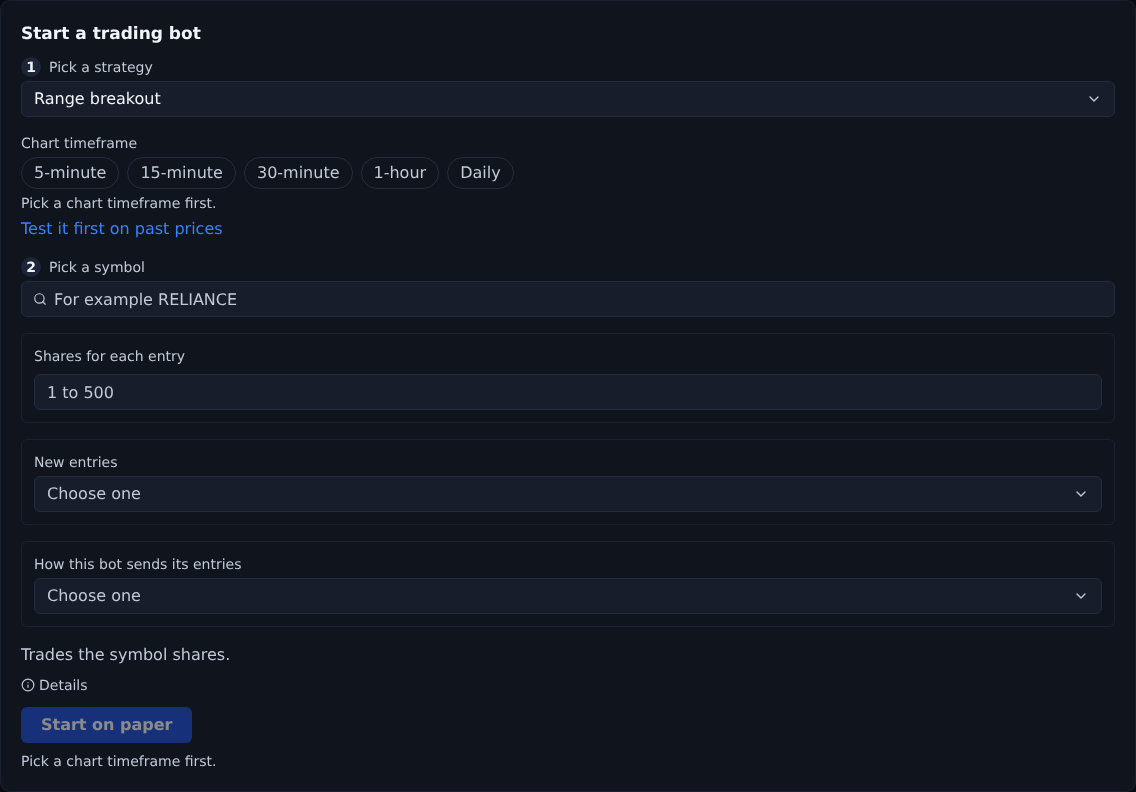 Start a trading bot
1 Pick a strategy
Range breakout
Chart timeframe
5-minute 15-minute 30-minute 1-hour Daily
Pick a chart timeframe first.
Test it first on past prices
2 Pick a symbol
For example RELIANCE
Shares for each entry
1 to 500
New entries
Choose one
How this bot sends its entries
Choose one
Trades the symbol shares.
Details
Start on paper
Pick a chart timeframe first.